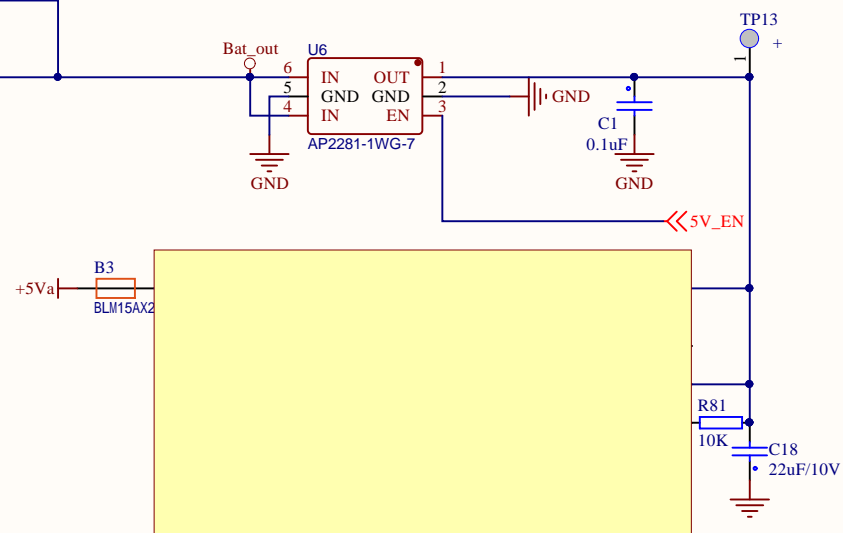 TP13
+
1
Bat_out
U6
6 IN OUT 1
5 GND GND 2
4 IN EN 3
AP2281-1WG-7
GND
GND
C1
0.1uF
GND
5V_EN
B3
+5Va
BLM15AX2
R81
10K
C18
22uF/10V